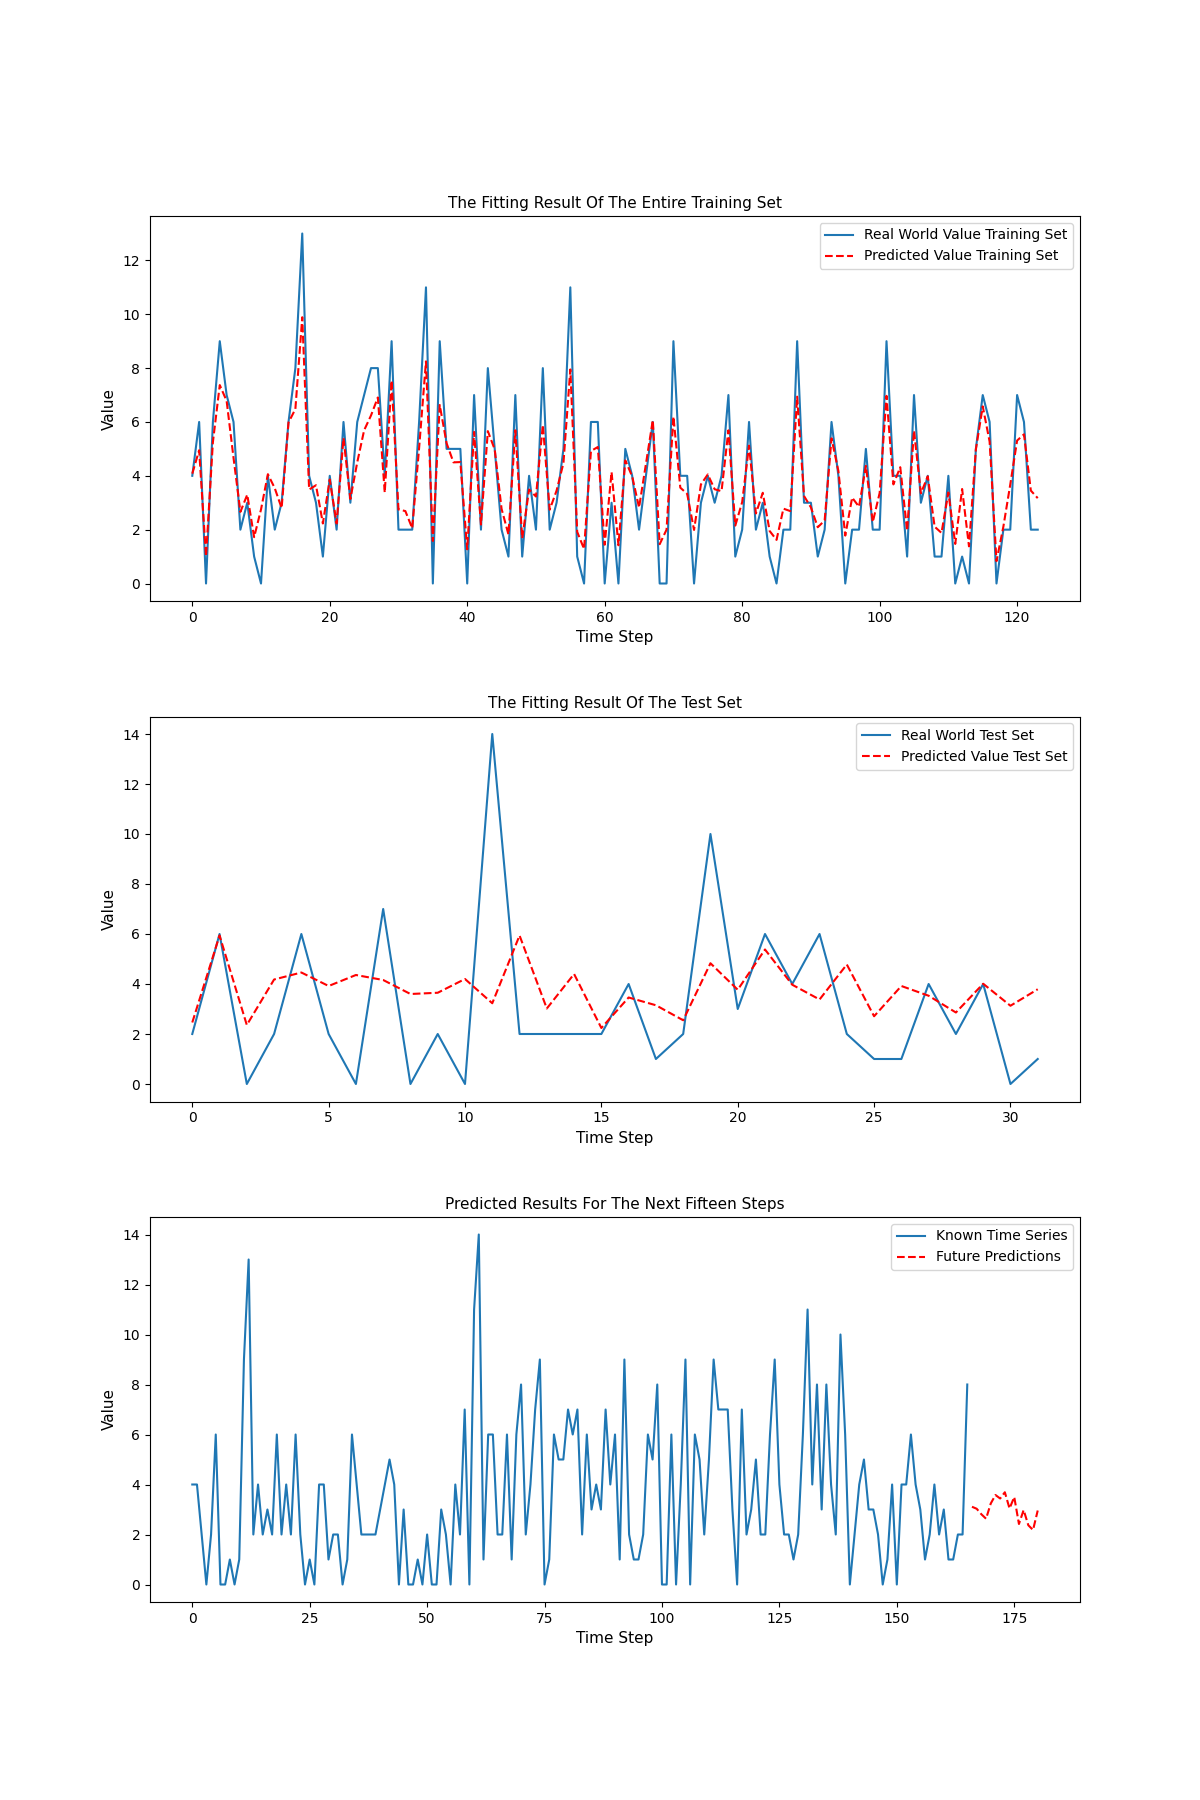 The Fitting Result Of The Entire Training Set
Real World Value Training Set
Predicted Value Training Set
Value
12
10
8
6
4
2
0
0 20 40 60 80 100 120
Time Step
The Fitting Result Of The Test Set
Real World Test Set
Predicted Value Test Set
Value
14
12
10
8
6
4
2
0
0 5 10 15 20 25 30
Time Step
Predicted Results For The Next Fifteen Steps
Known Time Series
Future Predictions
Value
14
12
10
8
6
4
2
0
0 25 50 75 100 125 150 175
Time Step